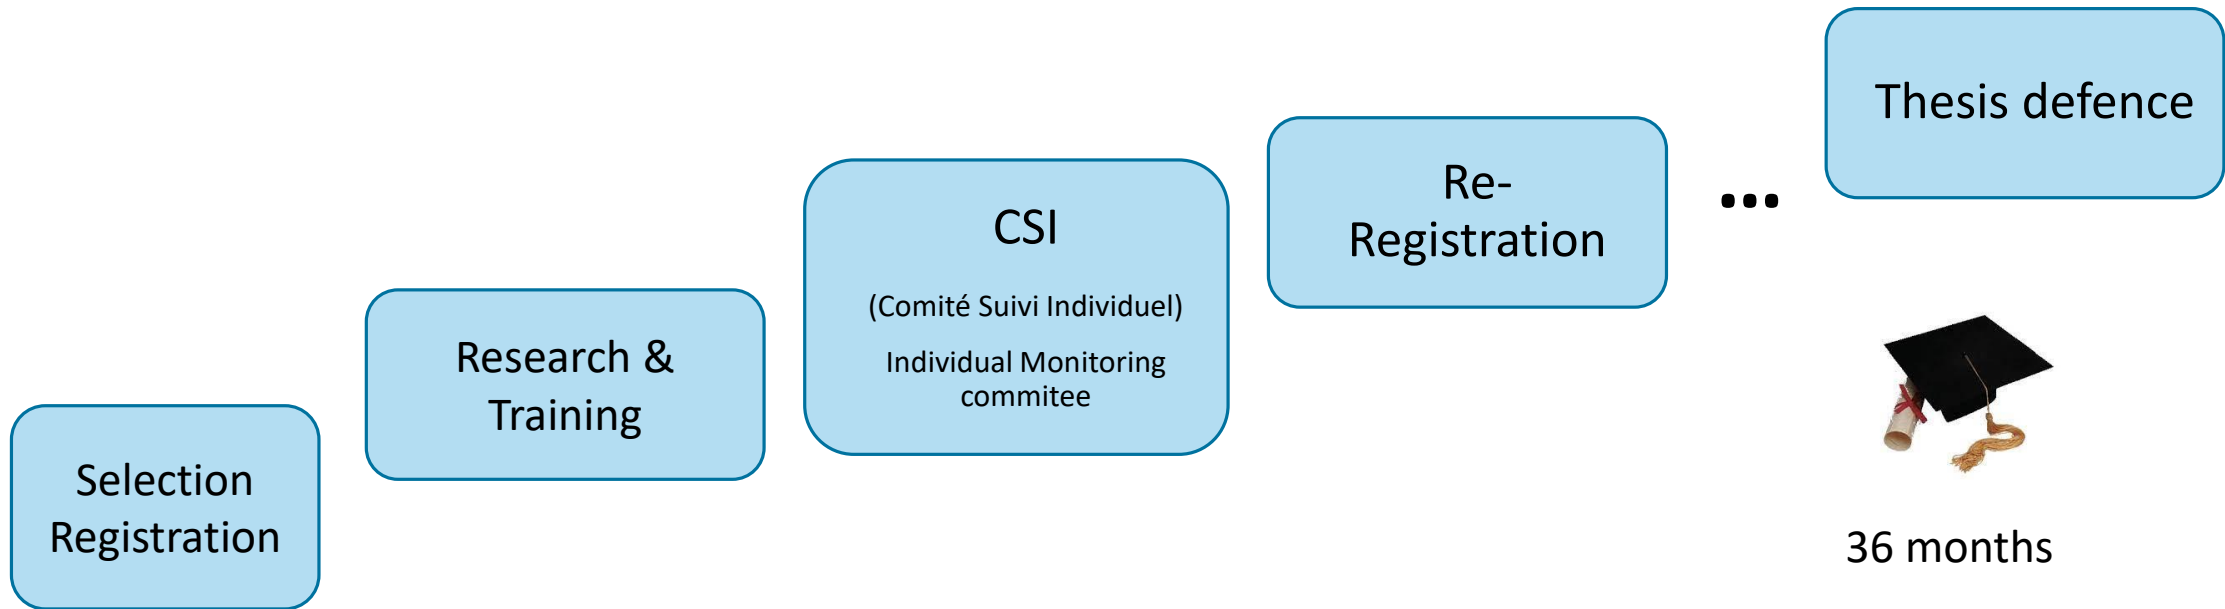 Selection
Registration
Research &
Training
CSI
(Comité Suivi Individuel)
Individual Monitoring
commitee
Re-
Registration
...
Thesis defence
36 months